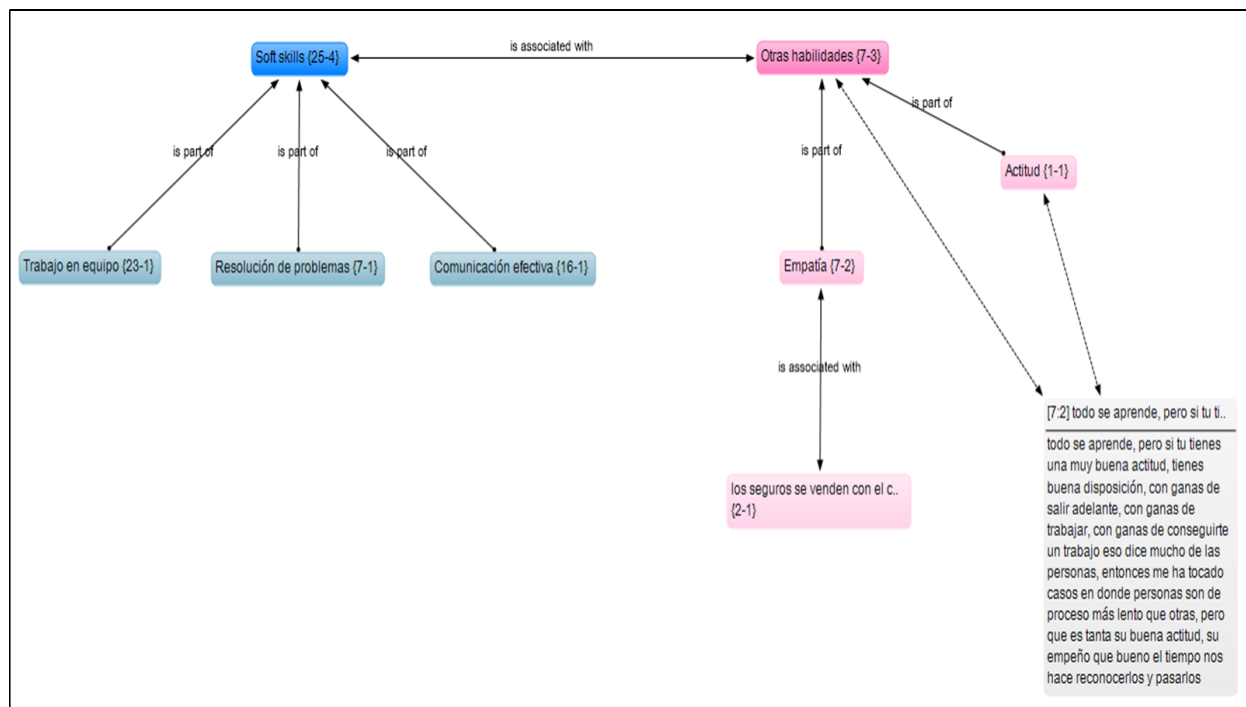 is associated with
Soft skills {25-4}
Otras habilidades {7-3}
is part of
is part of
is part of
is part of
is part of
Actitud {1-1}
Trabajo en equipo {23-1}
Resolución de problemas {7-1}
Comunicación efectiva {16-1}
Empatía {7-2}
is associated with
los seguros se venden con el c..
{2-1}
[7:2] todo se aprende, pero si tu ti..
todo se aprende, pero si tu tienes
una muy buena actitud, tienes
buena disposición, con ganas de
salir adelante, con ganas de
trabajar, con ganas de conseguirte
un trabajo eso dice mucho de las
personas, entonces me ha tocado
casos en donde personas son de
proceso más lento que otras, pero
que es tanta su buena actitud, su
empeño que bueno el tiempo nos
hace reconocerlos y pasarlos